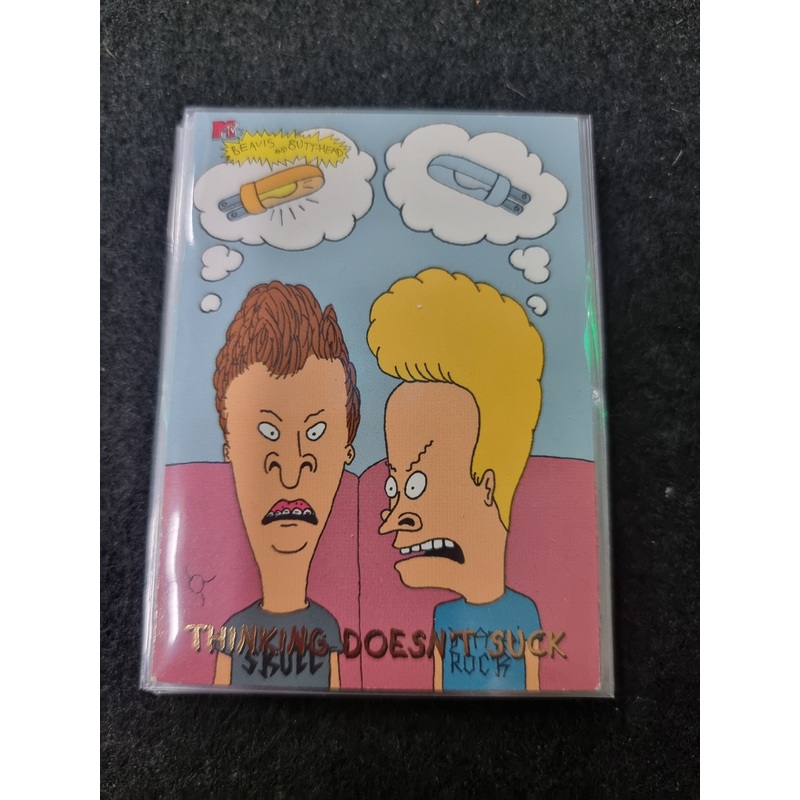 MTV
BEAVIS AND BUTT-HEAD
THINKING DOESN'T SUCK
SKULL
ROCK